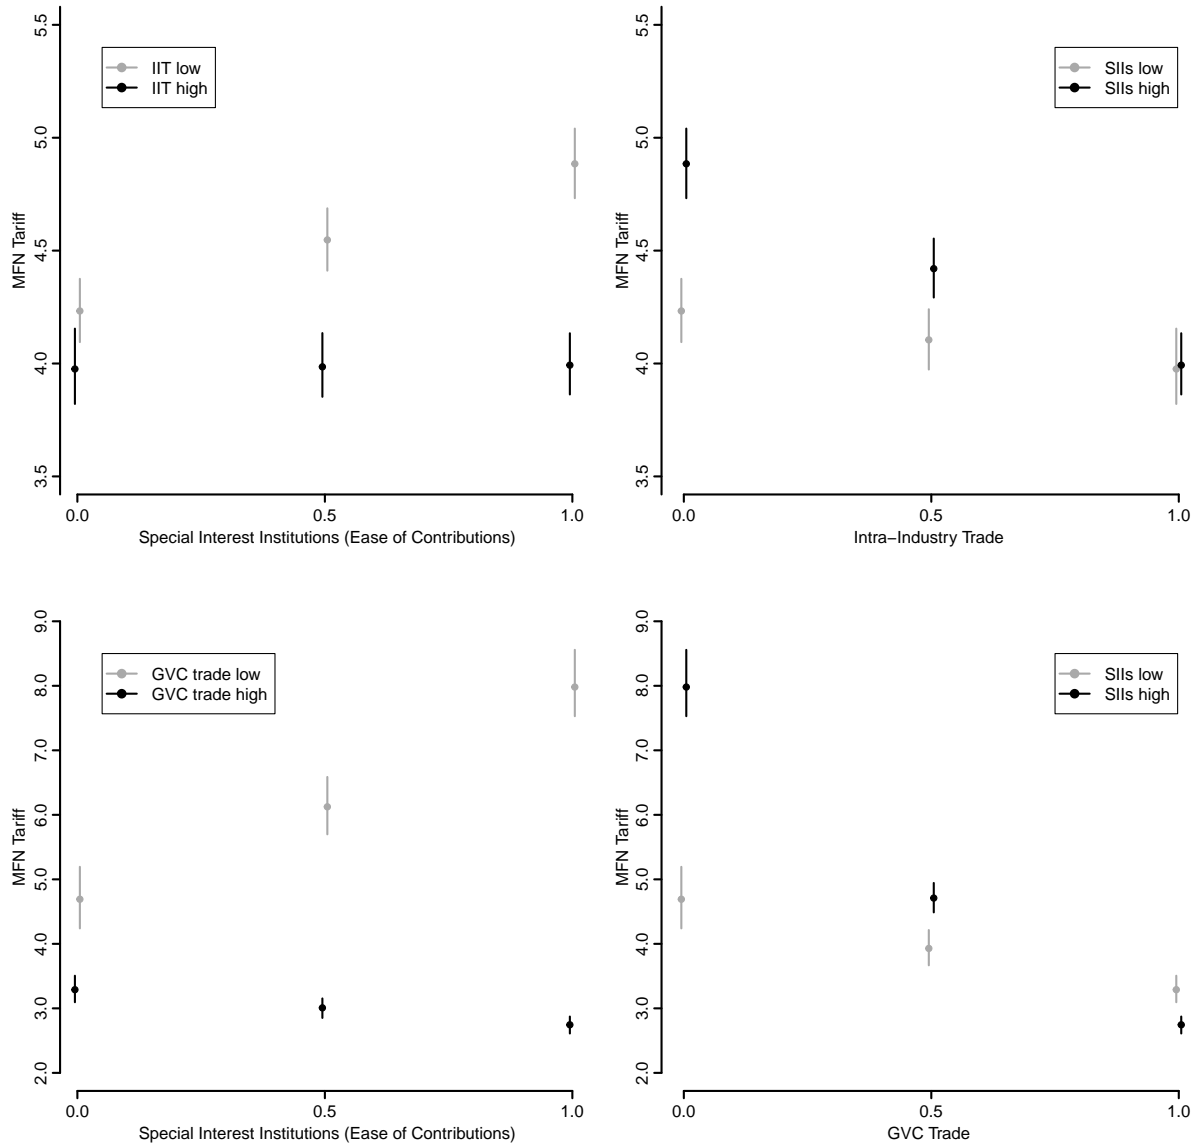 5.5
5.0
4.5
4.0
3.5
MFN Tariff
IIT low
IIT high
0.0 0.5 1.0
Special Interest Institutions (Ease of Contributions)
5.5
5.0
4.5
4.0
3.5
MFN Tariff
SIIs low
SIIs high
0.0 0.5 1.0
Intra−Industry Trade
9.0
8.0
7.0
6.0
5.0
4.0
3.0
2.0
MFN Tariff
GVC trade low
GVC trade high
0.0 0.5 1.0
Special Interest Institutions (Ease of Contributions)
9.0
8.0
7.0
6.0
5.0
4.0
3.0
2.0
MFN Tariff
SIIs low
SIIs high
0.0 0.5 1.0
GVC Trade